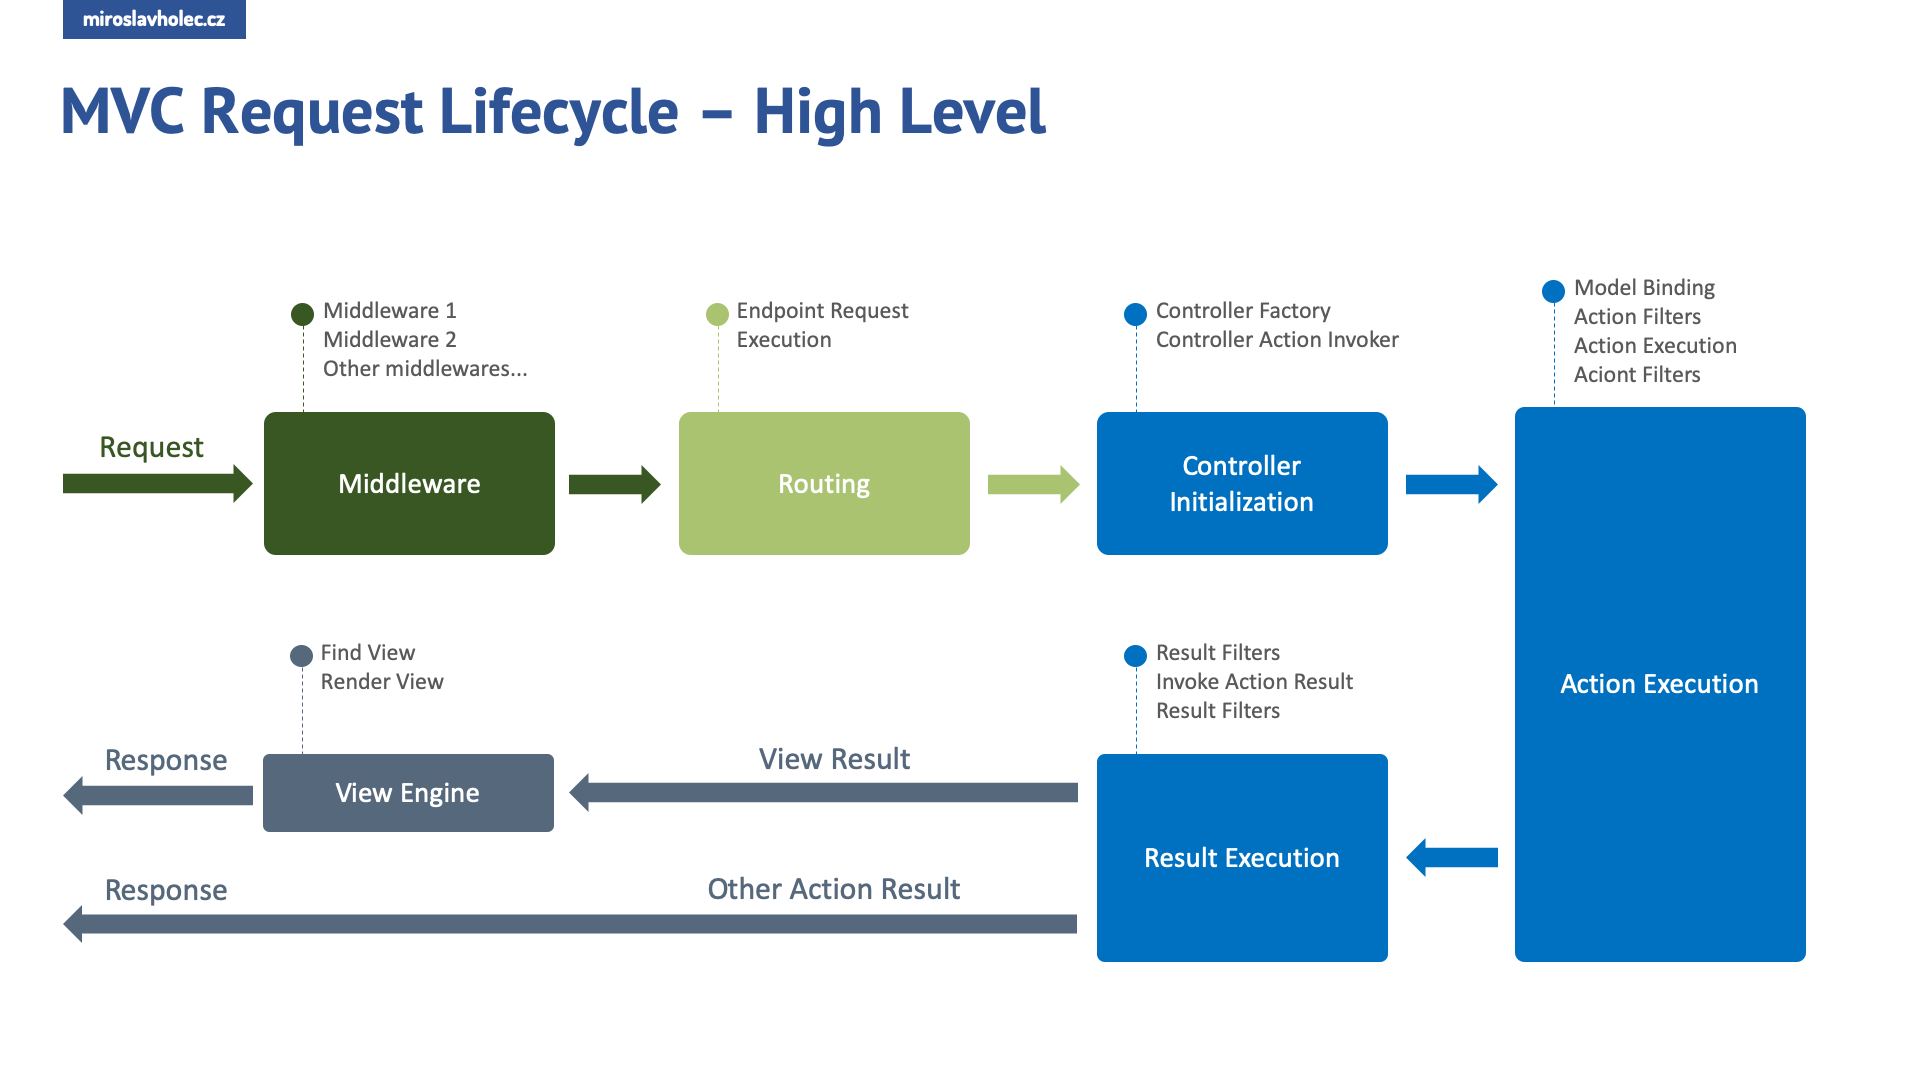 miroslavholec.cz
MVC Request Lifecycle – High Level
Middleware 1
Middleware 2
Other middlewares...
Endpoint Request
Execution
Controller Factory
Controller Action Invoker
Model Binding
Action Filters
Action Execution
Aciont Filters
Request
Middleware
Routing
Controller
Initialization
Action Execution
Find View
Render View
Result Filters
Invoke Action Result
Result Filters
Response
View Engine
View Result
Result Execution
Response
Other Action Result